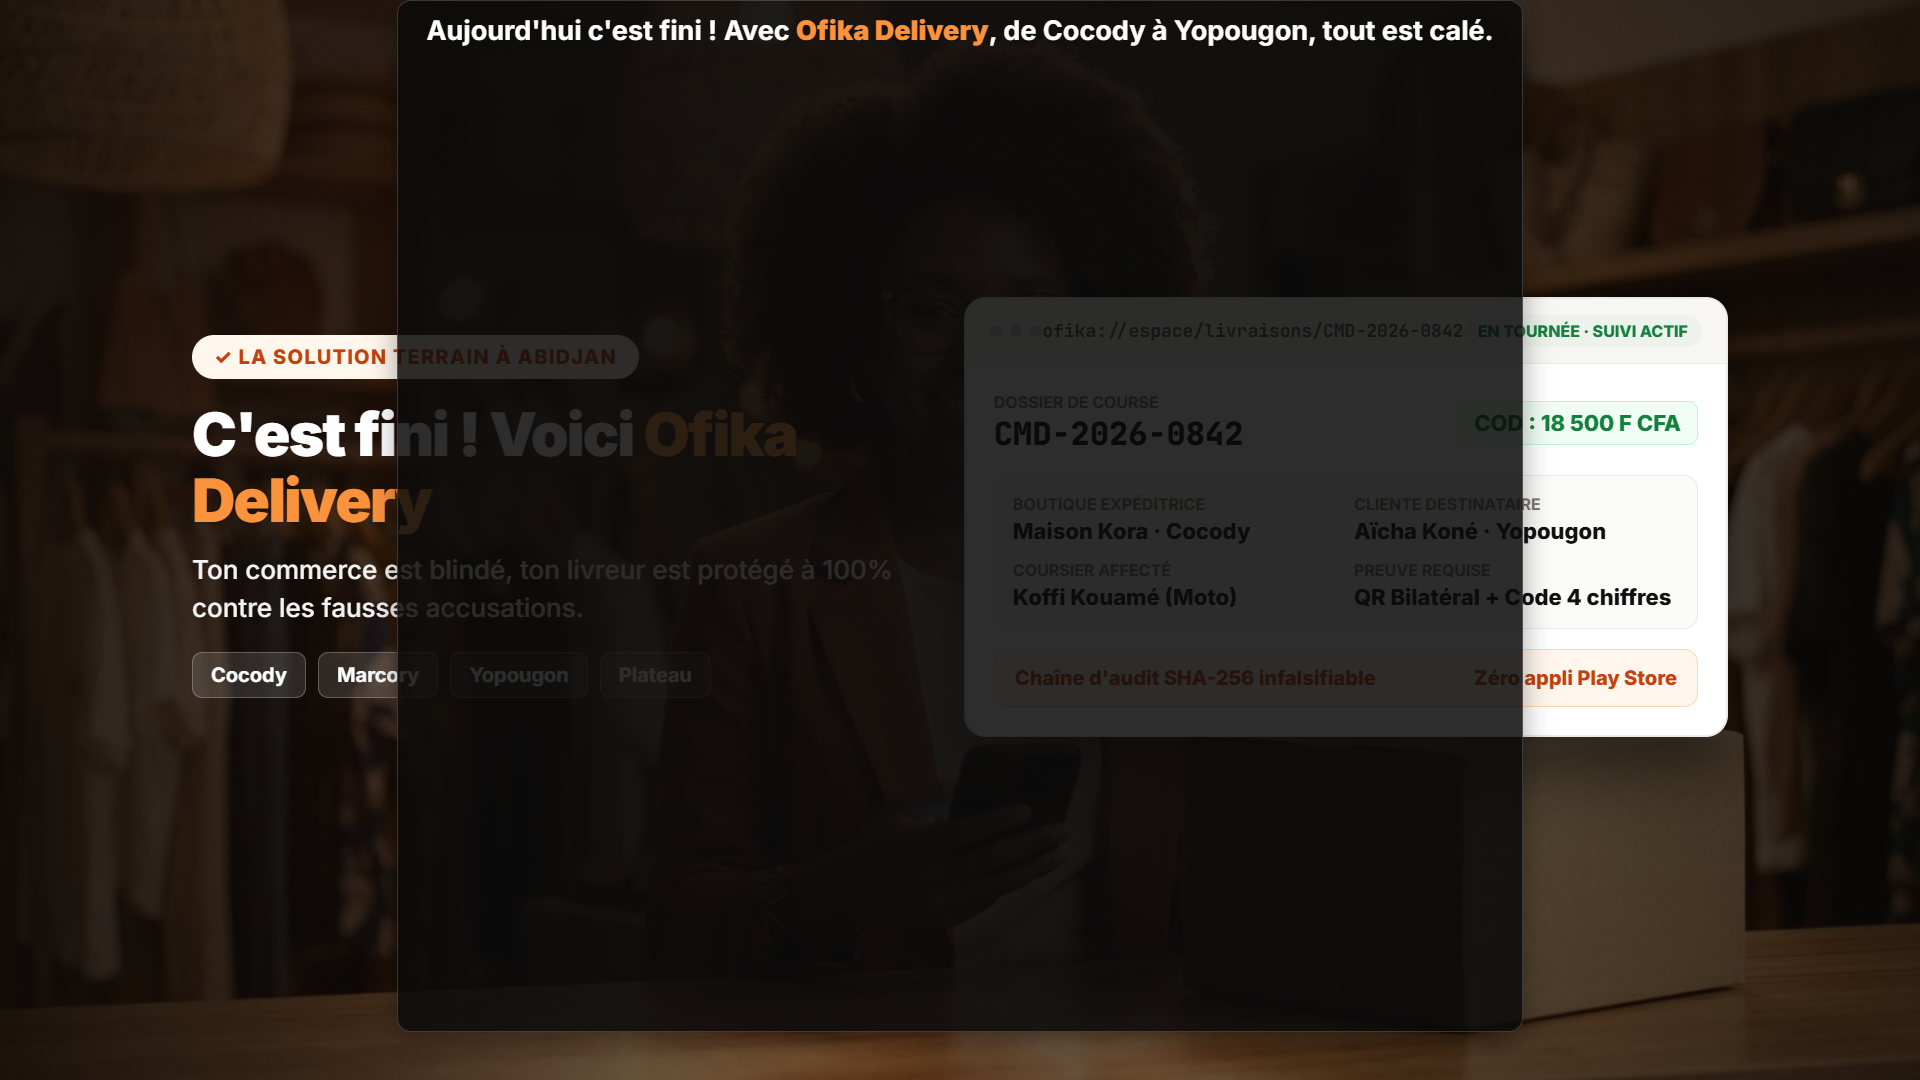 Aujourd'hui c'est fini ! Avec Ofika Delivery, de Cocody à Yopougon, tout est calé.
✓ LA SOLUTION TERRAIN À ABIDJAN
C'est fini ! Voici Ofika
Delivery
Ton commerce est blindé, ton livreur est protégé à 100%
contre les fausses accusations.
Cocody Marcory Yopougon Plateau
ofika://espace/livraisons/CMD-2026-0842 EN TOURNÉE · SUIVI ACTIF
DOSSIER DE COURSE
CMD-2026-0842
COD : 18 500 F CFA
BOUTIQUE EXPÉDITRICE
Maison Kora · Cocody
CLIENTE DESTINATAIRE
Aïcha Koné · Yopougon
COURSIER AFFECTÉ
Koffi Kouamé (Moto)
PREUVE REQUISE
QR Bilatéral + Code 4 chiffres
Chaîne d'audit SHA-256 infalsifiable
Zéro appli Play Store